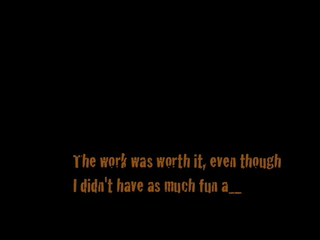 The work was worth it, even though
I didn't have as much fun a__